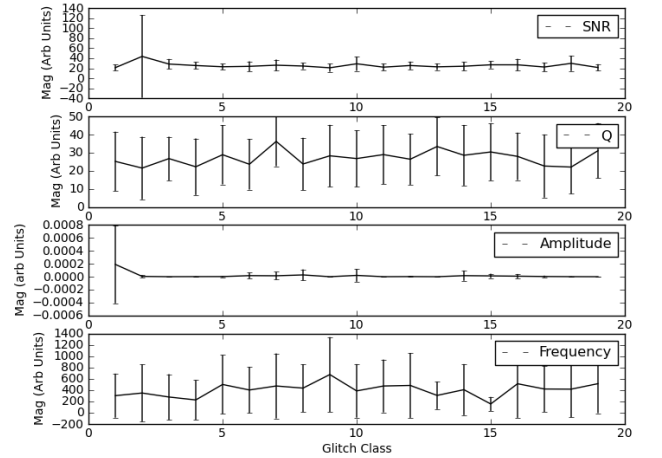 140
120
100
80
60
40
20
0
−20
−40
Mag (Arb Units)
SNR
0 5 10 15 20
50
40
30
20
10
0
Mag (Arb Units)
Q
0 5 10 15 20
0.0008
0.0006
0.0004
0.0002
0.0000
−0.0002
−0.0004
−0.0006
Mag (arb Units)
Amplitude
0 5 10 15 20
1400
1200
1000
800
600
400
200
0
−200
Mag (Arb Units)
Frequency
0 5 10 15 20
Glitch Class